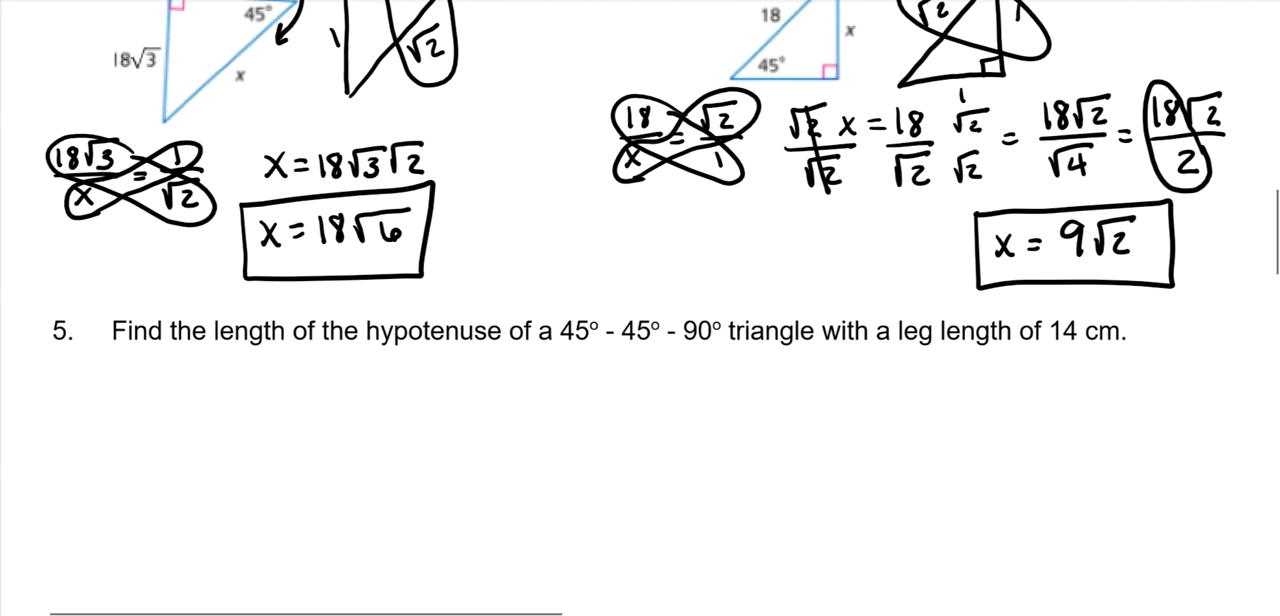 45°
18√3
x
1
√2
18
x
45°
√2
1
18√3/x = 1/√2
x = 18√3√2
x = 18√6
18/x = √2/1
√2/√2 x = 18/√2 √2/√2 = 18√2/√4 = 18√2/2
1
x = 9√2
5. Find the length of the hypotenuse of a 45° - 45° - 90° triangle with a leg length of 14 cm.